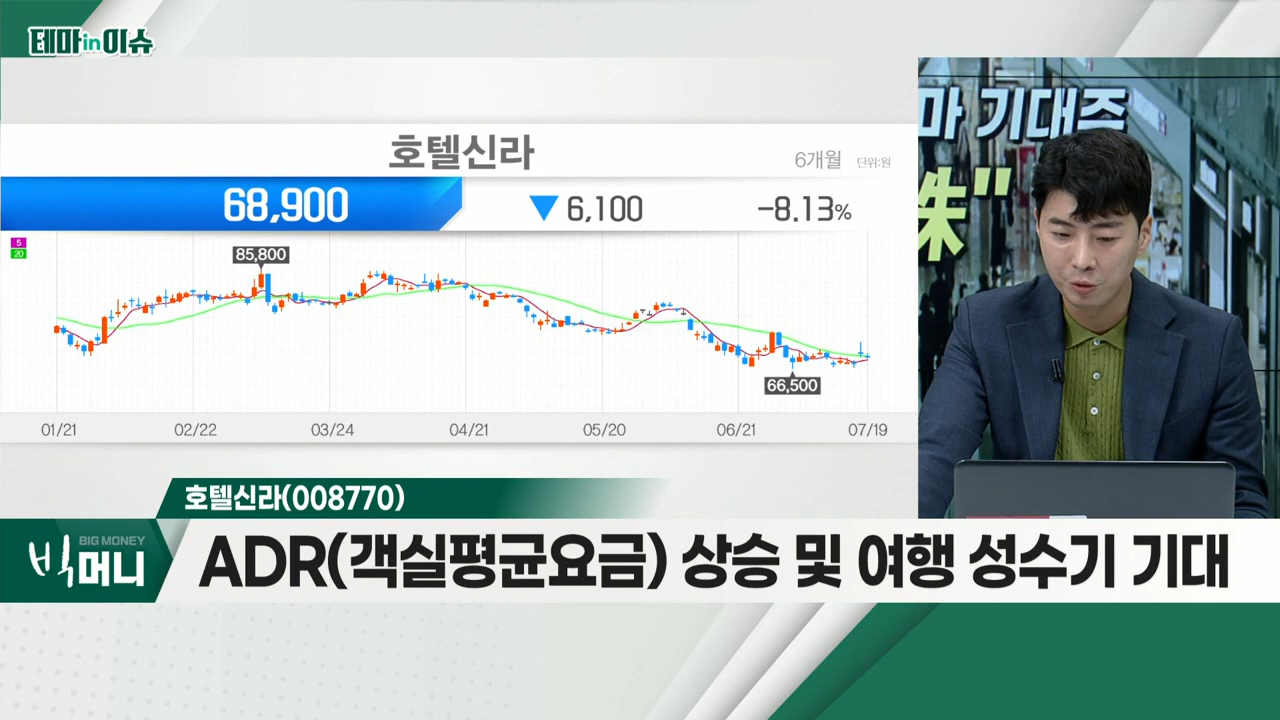 테마in이슈
마 기대주
株"
호텔신라
6개월 단위:원
68,900 ▼ 6,100 -8.13%
5
20
85,800
66,500
01/21 02/22 03/24 04/21 05/20 06/21 07/19
호텔신라(008770)
BIG MONEY
빅머니
ADR(객실평균요금) 상승 및 여행 성수기 기대